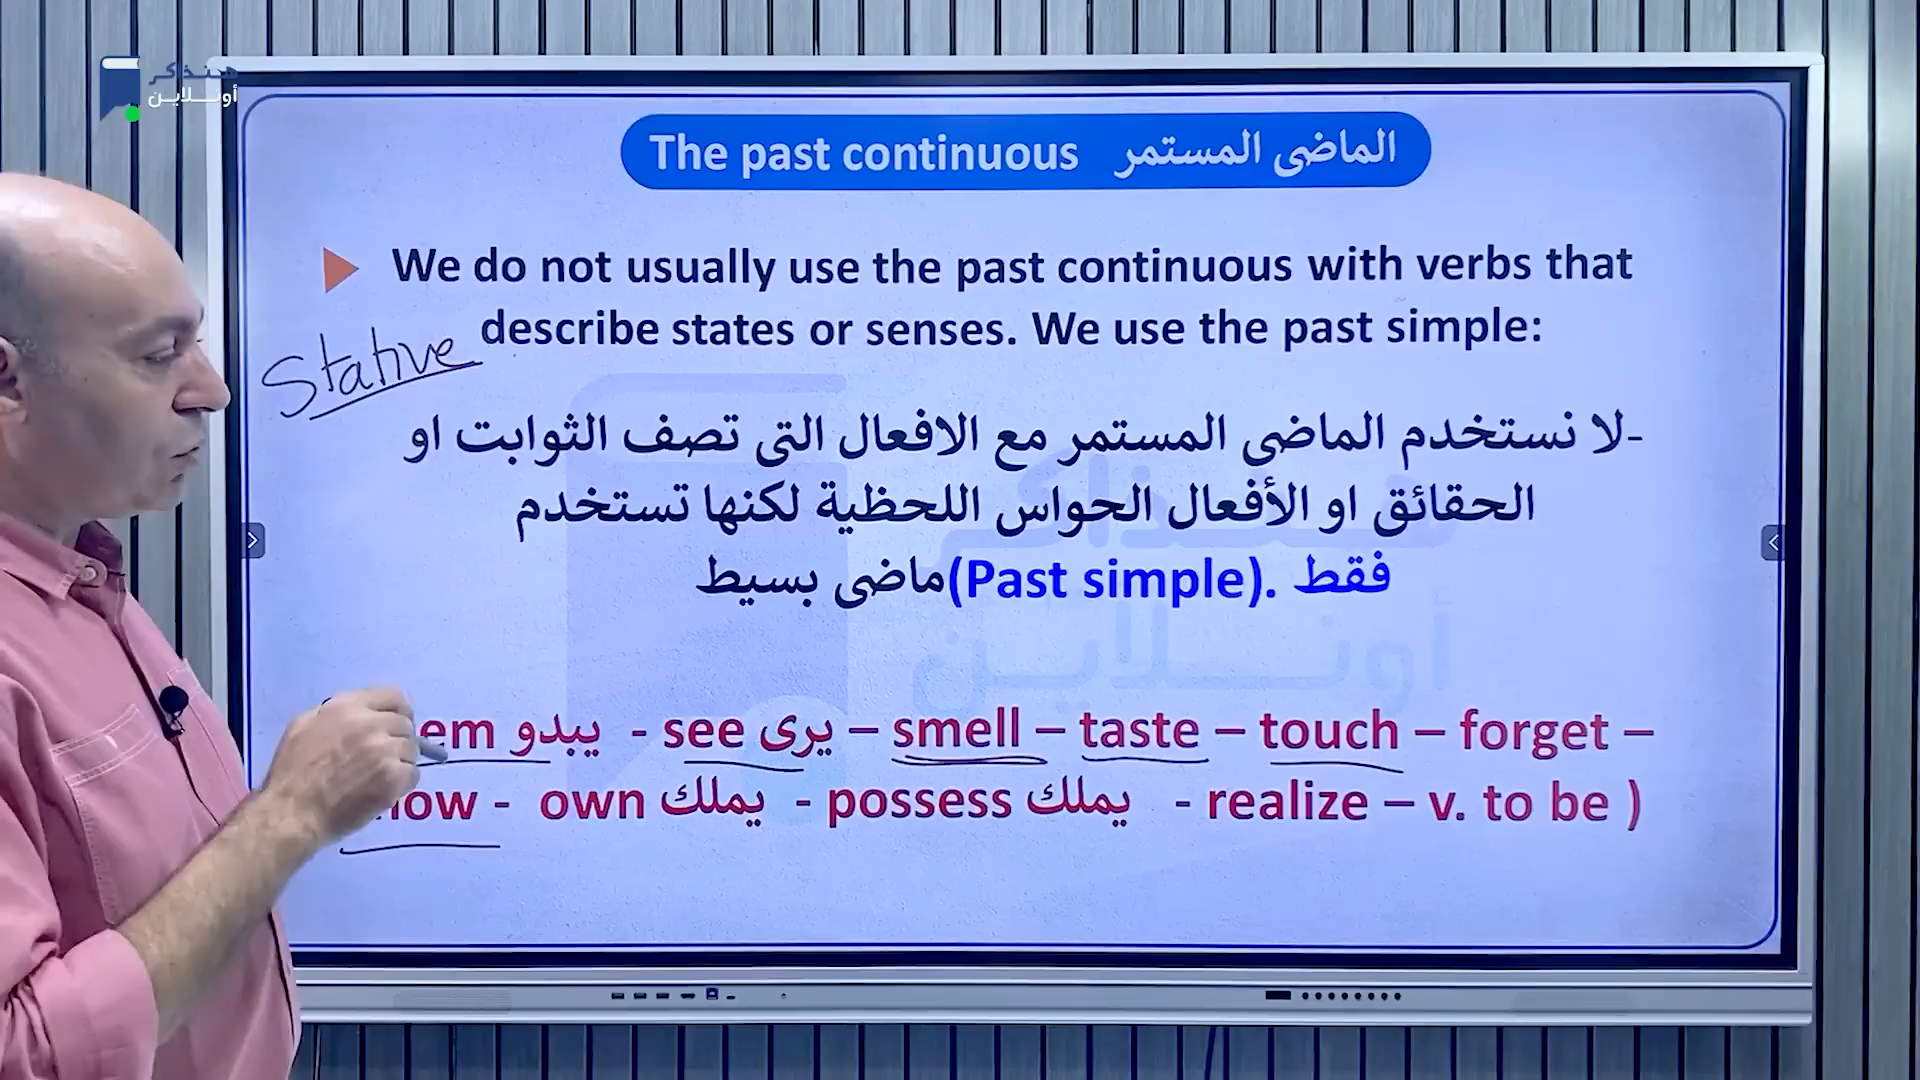 هنذاكر
أونلاين
The past continuous الماضى المستمر
We do not usually use the past continuous with verbs that
describe states or senses. We use the past simple:
Stative
-لا نستخدم الماضى المستمر مع الافعال التى تصف الثوابت او
الحقائق او الأفعال الحواس اللحظية لكنها تستخدم
فقط .(Past simple)ماضى بسيط
يبدو - see يرى – smell – taste – touch – forget –
- own يملك - possess يملك - realize – v. to be )